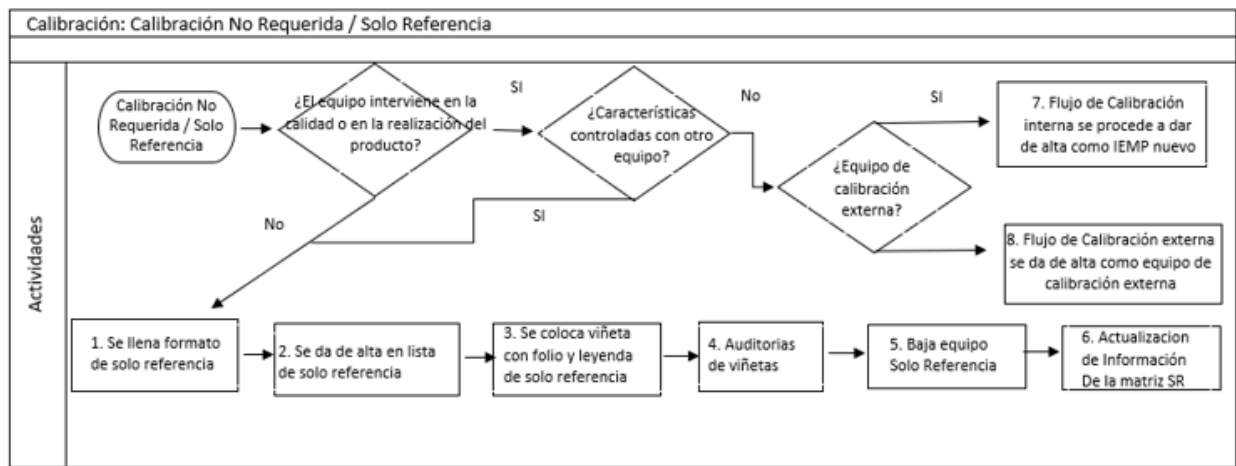 Calibración: Calibración No Requerida / Solo Referencia
Actividades
Calibración No
Requerida / Solo
Referencia
¿El equipo interviene en la
calidad o en la realización del
producto?
SI
¿Características
controladas con otro
equipo?
No
¿Equipo de
calibración
externa?
SI
7. Flujo de Calibración
interna se procede a dar
de alta como IEMP nuevo
No
SI
8. Flujo de Calibración externa
se da de alta como equipo de
calibración externa
1. Se llena formato
de solo referencia
2. Se da de alta en lista
de solo referencia
3. Se coloca viñeta
con folio y leyenda
de solo referencia
4. Auditorias
de viñetas
5. Baja equipo
Solo Referencia
6. Actualizacion
de Información
De la matriz SR